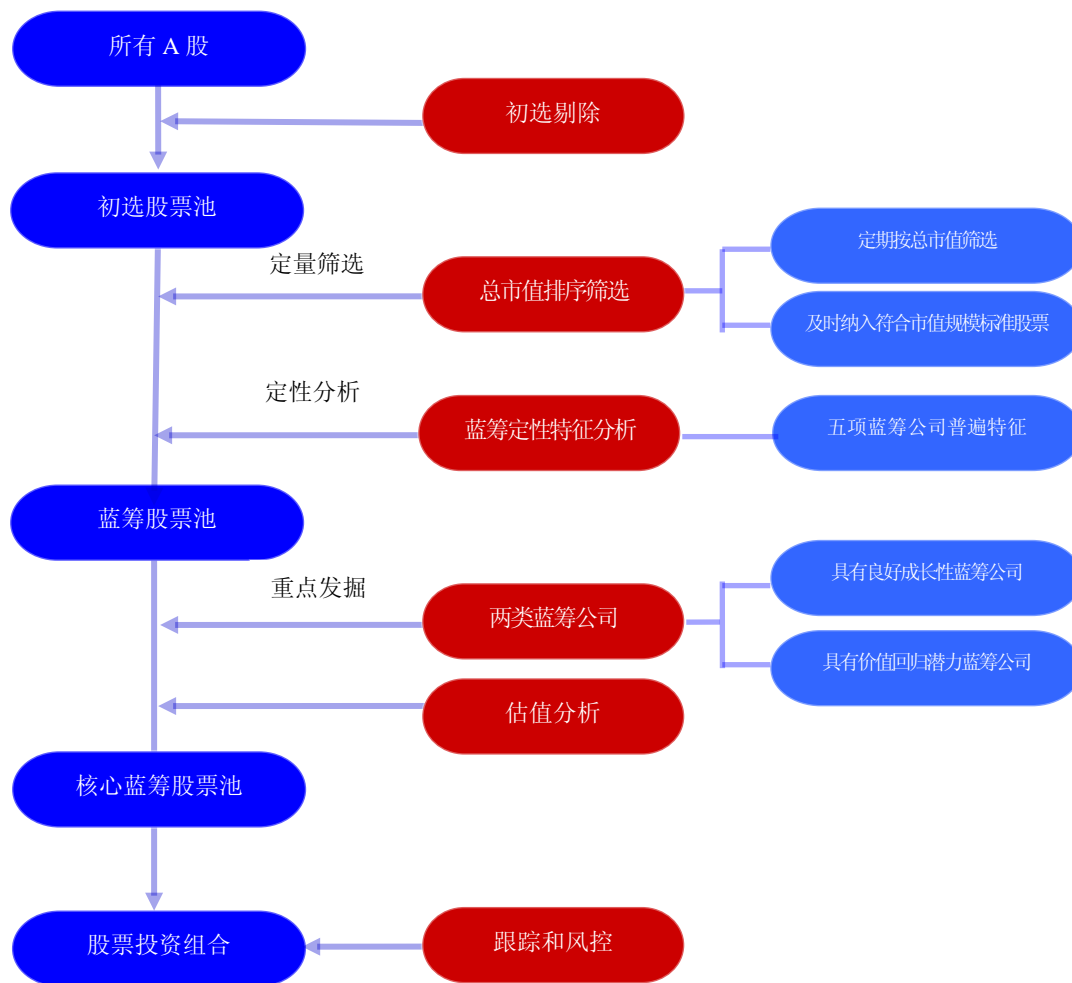 所有 A 股
初选剔除
初选股票池
定量筛选
总市值排序筛选
定期按总市值筛选
及时纳入符合市值规模标准股票
定性分析
蓝筹定性特征分析
五项蓝筹公司普遍特征
蓝筹股票池
重点发掘
两类蓝筹公司
具有良好成长性蓝筹公司
具有价值回归潜力蓝筹公司
估值分析
核心蓝筹股票池
股票投资组合
跟踪和风控